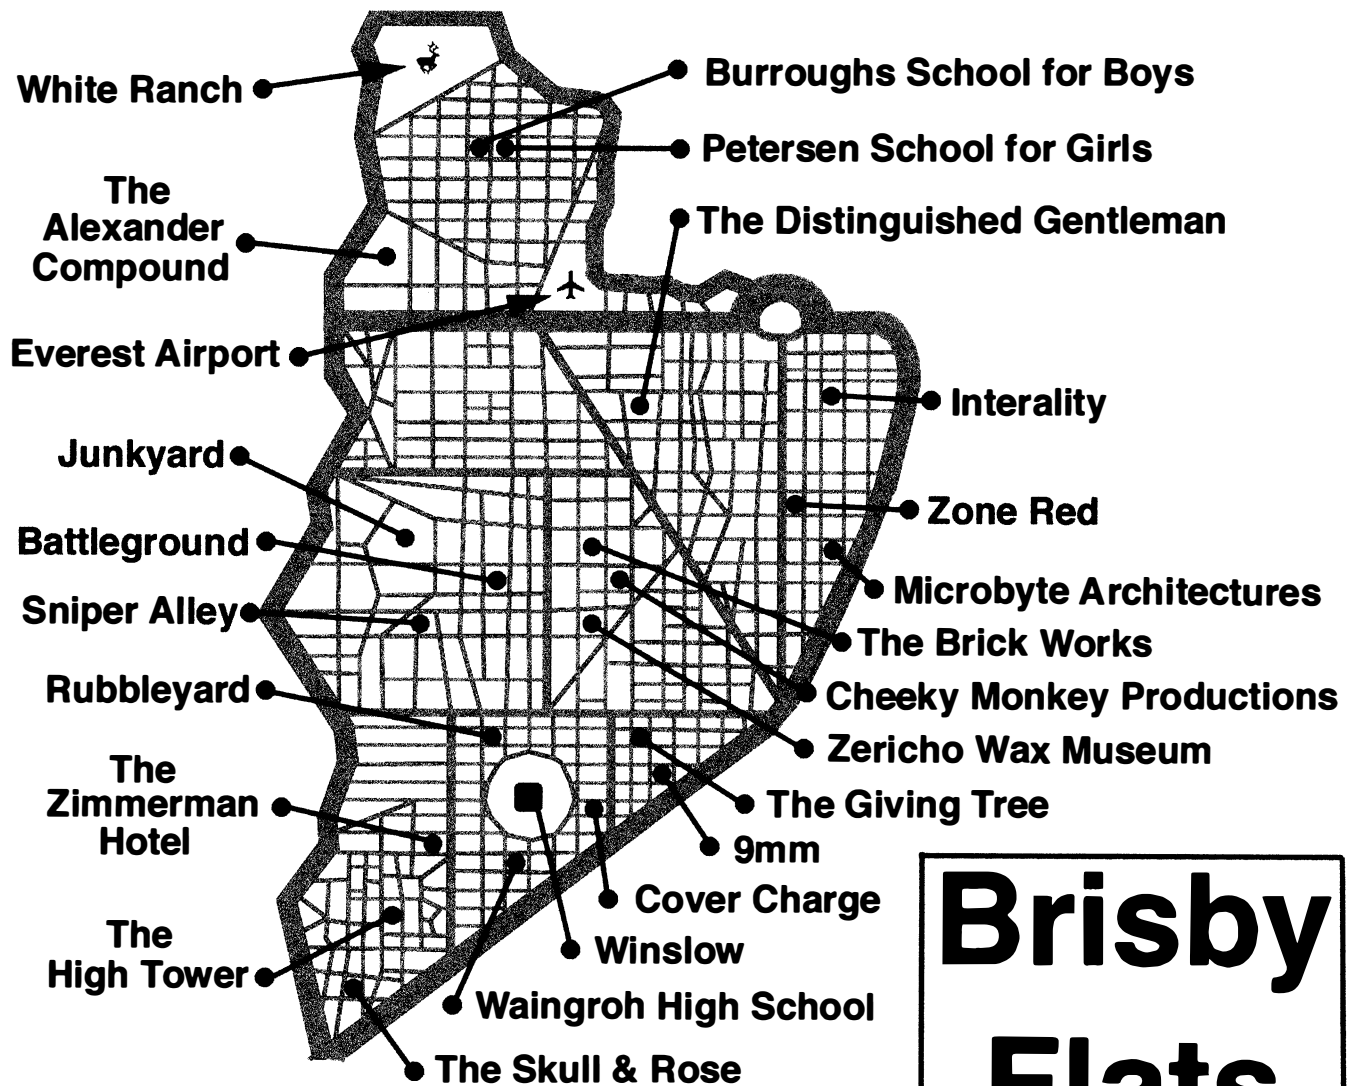 White Ranch
The
Alexander
Compound
Everest Airport
Junkyard
Battleground
Sniper Alley
Rubbleyard
The
Zimmerman
Hotel
The
High Tower
Burroughs School for Boys
Petersen School for Girls
The Distinguished Gentleman
Interality
Zone Red
Microbyte Architectures
The Brick Works
Cheeky Monkey Productions
Zericho Wax Museum
The Giving Tree
9mm
Cover Charge
Winslow
Waingroh High School
The Skull & Rose
Brisby
Flats